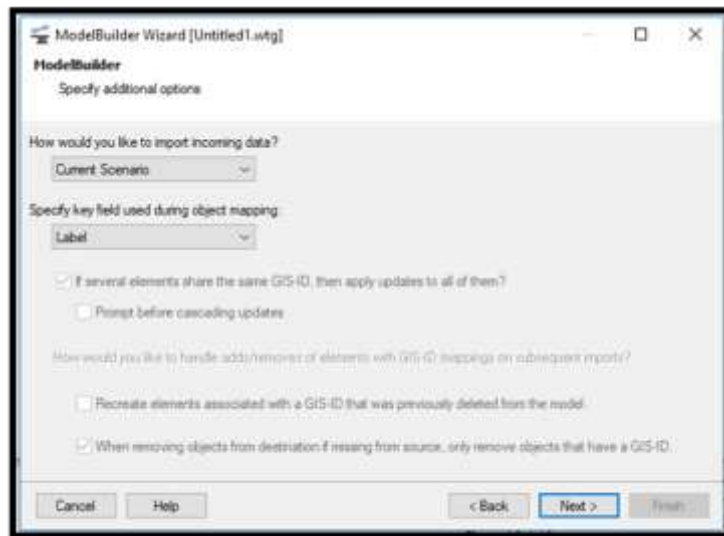 ModelBuilder Wizard [Untitled1.wtg]
ModelBuilder
Specify additional options
How would you like to import incoming data?
Current Scenario
Specify key field used during object mapping:
Label
If several elements share the same GIS-ID, then apply updates to all of them?
Prompt before cascading updates
How would you like to handle adds/removes of elements with GIS-ID mappings on subsequent imports?
Recreate elements associated with a GIS-ID that was previously deleted from the model.
When removing objects from destination if missing from source, only remove objects that have a GIS-ID.
Cancel Help < Back Next > Finish